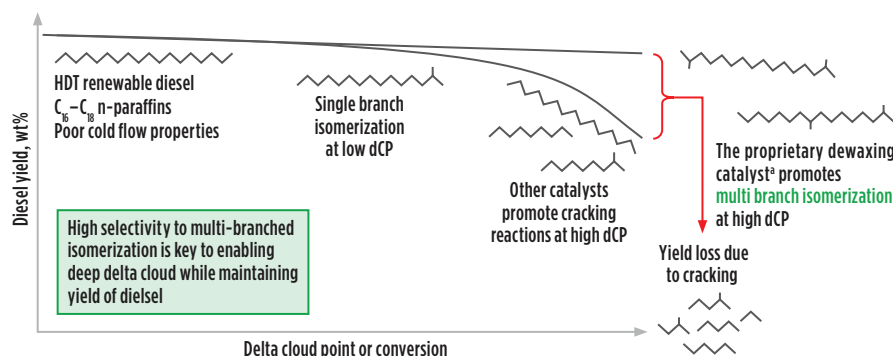 Diesel yield, wt%
HDT renewable diesel
C16–C18 n-paraffins
Poor cold flow properties
Single branch
isomerization
at low dCP
Other catalysts
promote cracking
reactions at high dCP
The proprietary dewaxing
catalystª promotes
multi branch isomerization
at high dCP
Yield loss due
to cracking
High selectivity to multi-branched
isomerization is key to enabling
deep delta cloud while maintaining
yield of dielsel
Delta cloud point or conversion